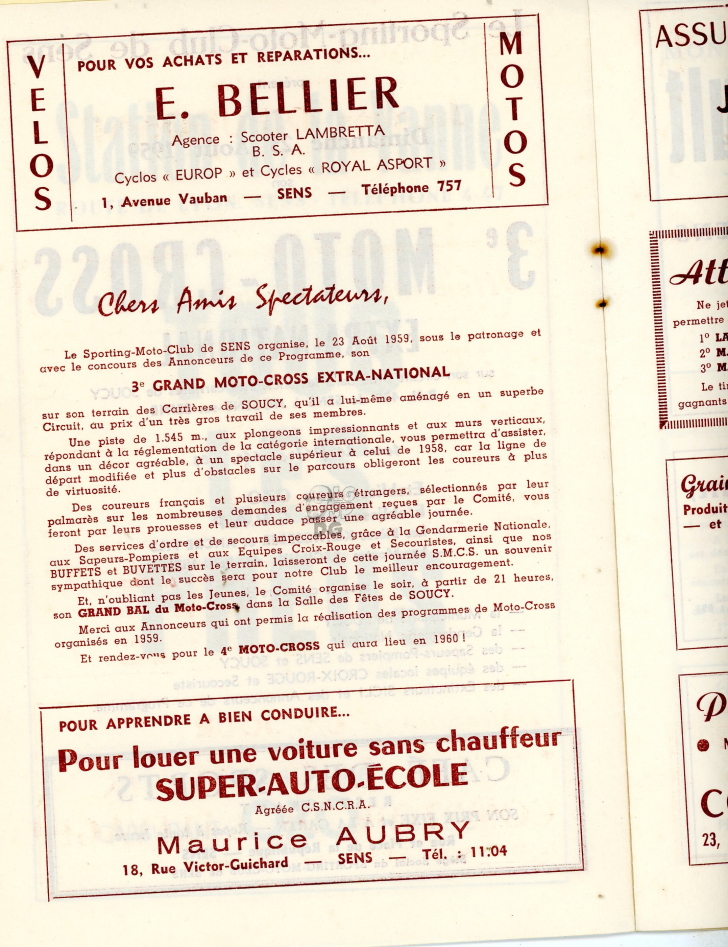 VELOS
POUR VOS ACHATS ET REPARATIONS...
E. BELLIER
Agence : Scooter LAMBRETTA
B. S. A.
Cyclos « EUROP » et Cycles « ROYAL ASPORT »
1, Avenue Vauban — SENS — Téléphone 757
MOTOS
Chers Amis Spectateurs,
Le Sporting-Moto-Club de SENS organise, le 23 Août 1959, sous le patronage et
avec le concours des Annonceurs de ce Programme, son
3e GRAND MOTO-CROSS EXTRA-NATIONAL
sur son terrain des Carrières de SOUCY, qu'il a lui-même aménagé en un superbe
Circuit, au prix d'un très gros travail de ses membres.
Une piste de 1.545 m., aux plongeons impressionnants et aux murs verticaux,
répondant à la réglementation de la catégorie internationale, vous permettra d'assister,
dans un décor agréable, à un spectacle supérieur à celui de 1958, car la ligne de
départ modifiée et plus d'obstacles sur le parcours obligeront les coureurs à plus
de virtuosité.
Des coureurs français et plusieurs coureurs étrangers, sélectionnés par leur
palmarès sur les nombreuses demandes d'engagement reçues par le Comité, vous
feront par leurs prouesses et leur audace passer une agréable journée.
Des services d'ordre et de secours impeccables, grâce à la Gendarmerie Nationale,
aux Sapeurs-Pompiers et aux Equipes Croix-Rouge et Secouristes, ainsi que nos
BUFFETS et BUVETTES sur le terrain, laisseront de cette journée S.M.C.S. un souvenir
sympathique dont le succès sera pour notre Club le meilleur encouragement.
Et, n'oubliant pas les Jeunes, le Comité organise le soir, à partir de 21 heures,
son GRAND BAL du Moto-Cross, dans la Salle des Fêtes de SOUCY.
Merci aux Annonceurs qui ont permis la réalisation des programmes de Moto-Cross
organisés en 1959.
Et rendez-vous pour le 4e MOTO-CROSS qui aura lieu en 1960 !
POUR APPRENDRE A BIEN CONDUIRE...
Pour louer une voiture sans chauffeur
SUPER-AUTO-ÉCOLE
Agréée C.S.N.C.R.A.
Maurice AUBRY
18, Rue Victor-Guichard — SENS — Tél. : 11.04
ASSU
J
Att
Ne je
permettre
1° LA
2° M
3° M
Le ti
gagnants
Grai
Produit
— et
P
C
23,